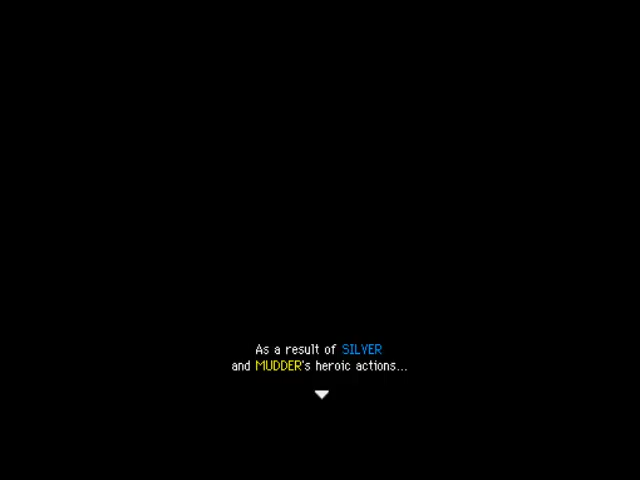 As a result of SILVER
and MUDDER's heroic actions...